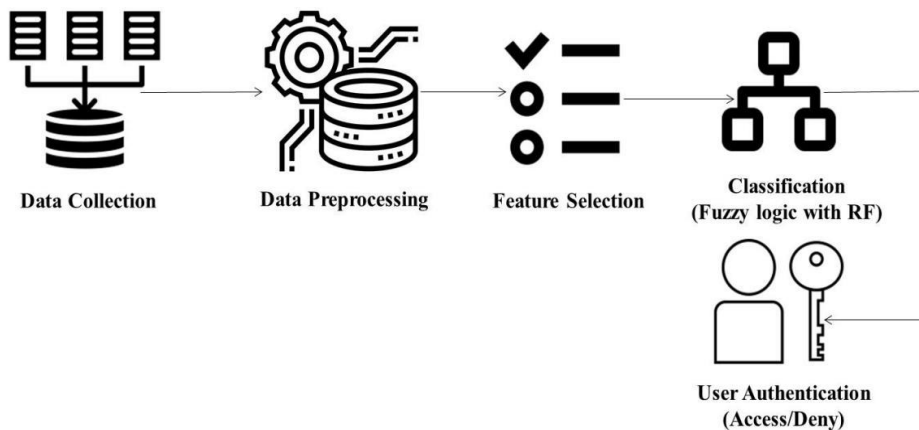 Data Collection
Data Preprocessing
Feature Selection
Classification
(Fuzzy logic with RF)
User Authentication
(Access/Deny)